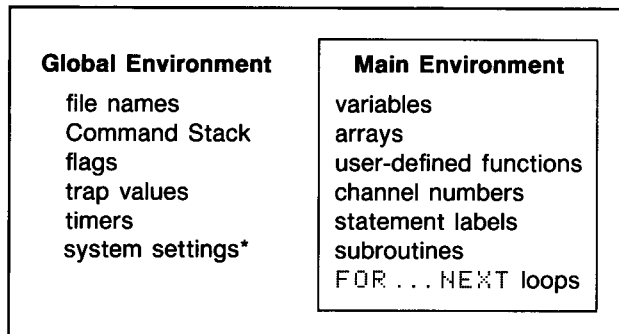 Global Environment
file names
Command Stack
flags
trap values
timers
system settings*
Main Environment
variables
arrays
user-defined functions
channel numbers
statement labels
subroutines
FOR...NEXT loops